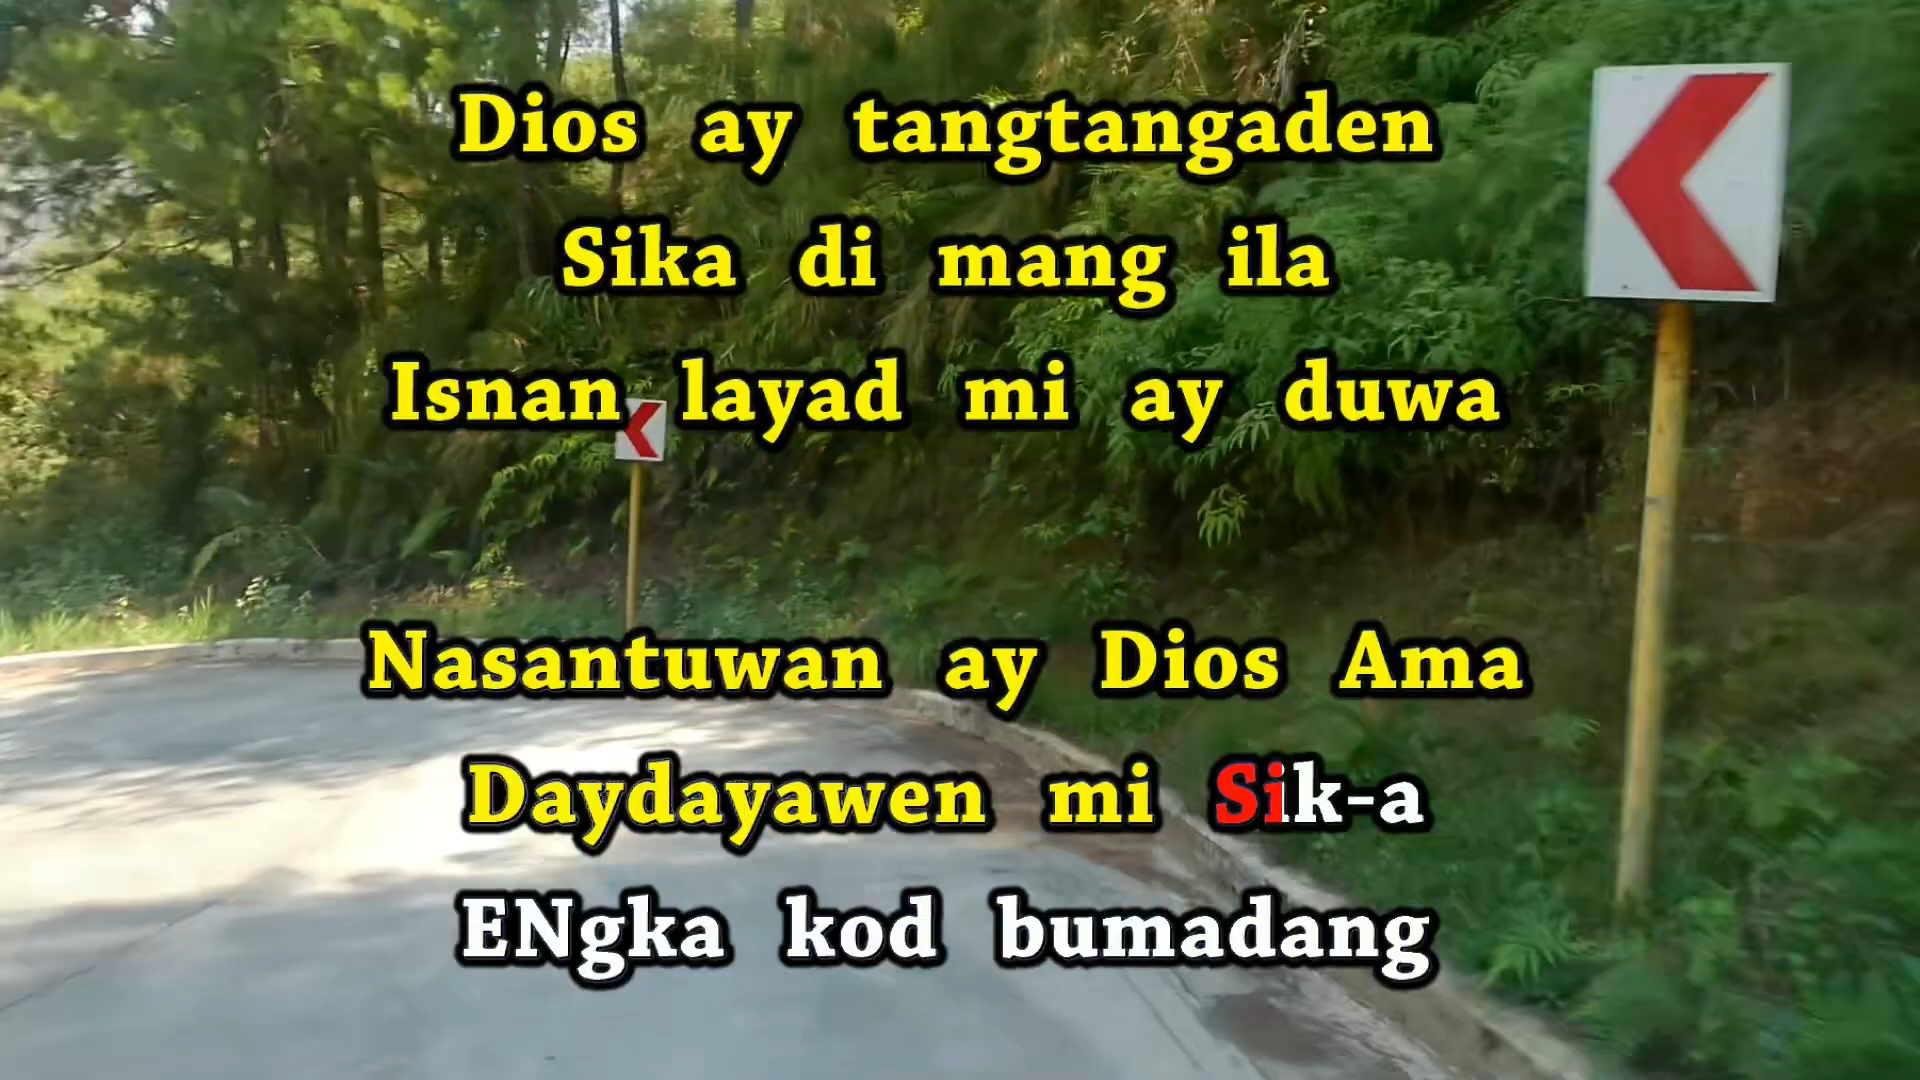 Dios ay tangtangaden
Sika di mang ila
Isnan layad mi ay duwa
Nasantuwan ay Dios Ama
Daydayawen mi Sik-a
ENgka kod bumadang